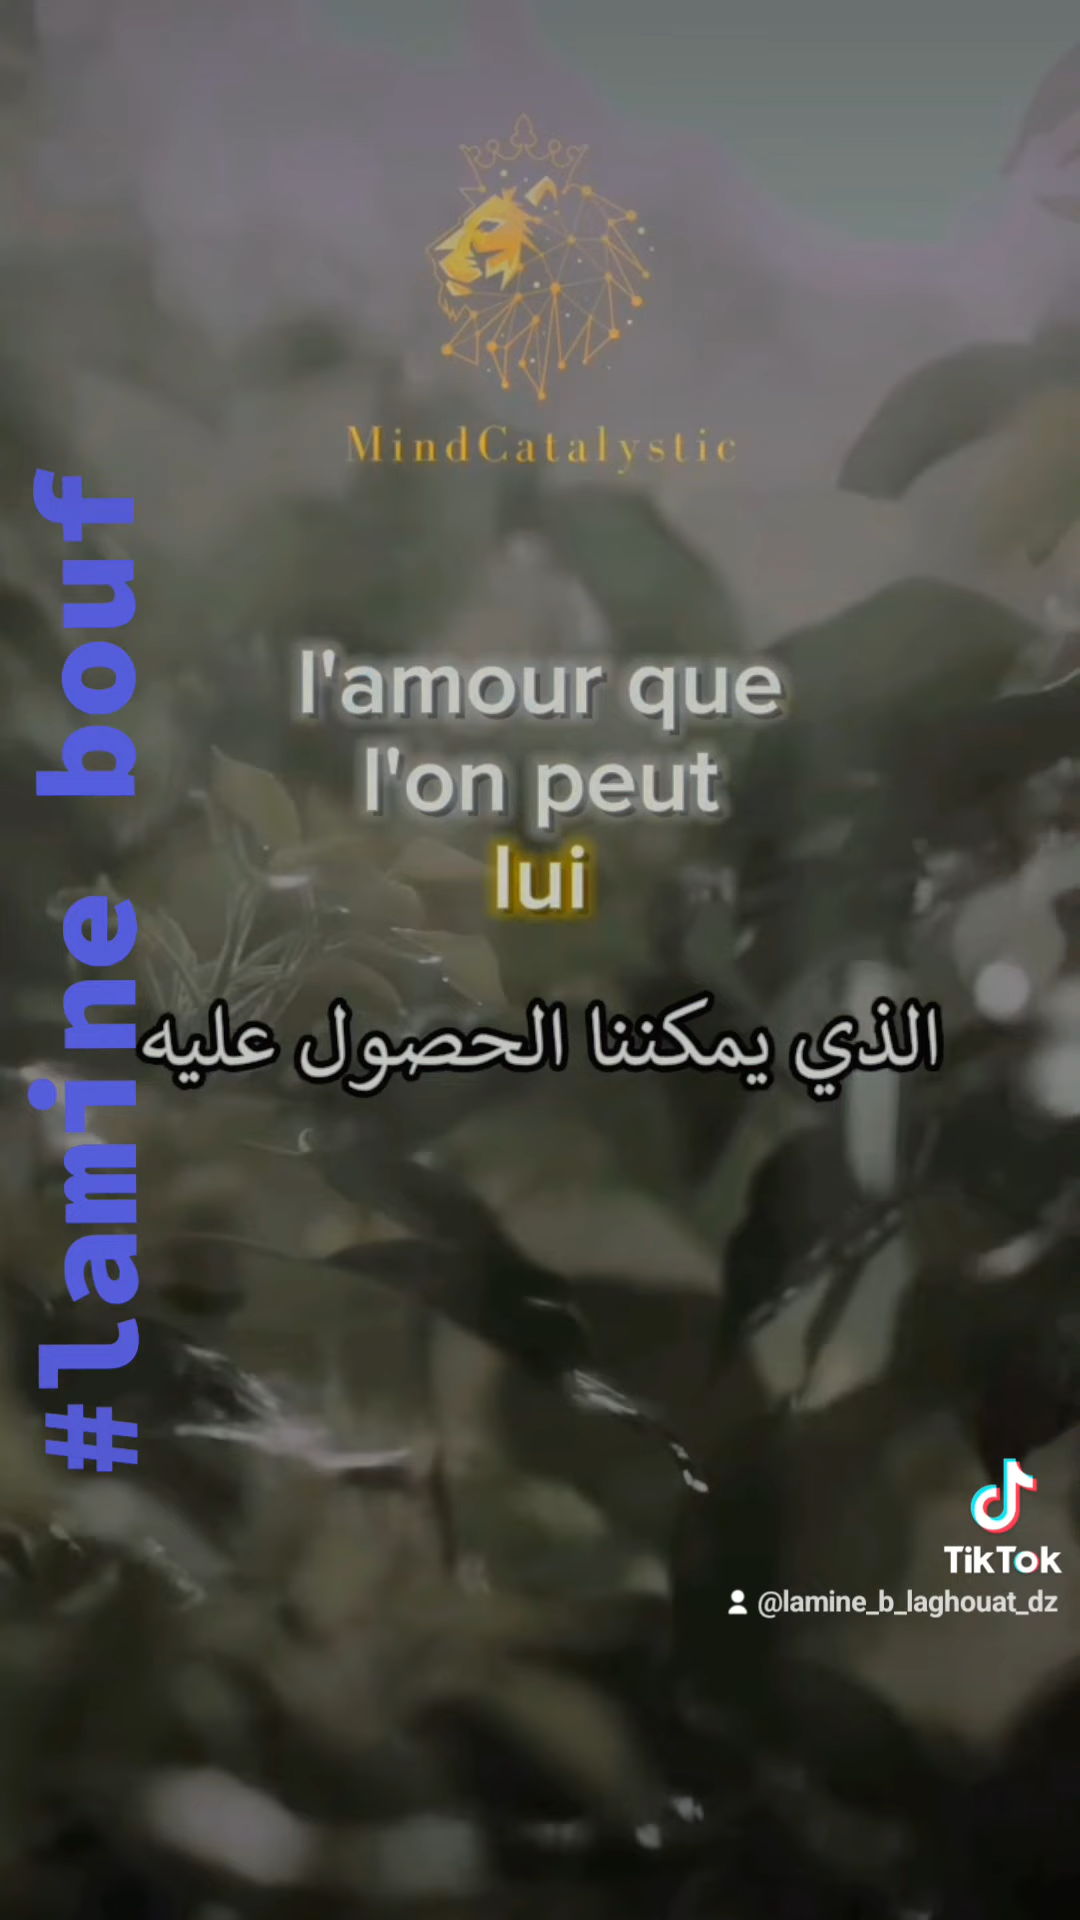 MindCatalystic
#lamine bouf
l'amour que
l'on peut
lui
الذي يمكننا الحصول عليه
TikTok
@lamine_b_laghouat_dz